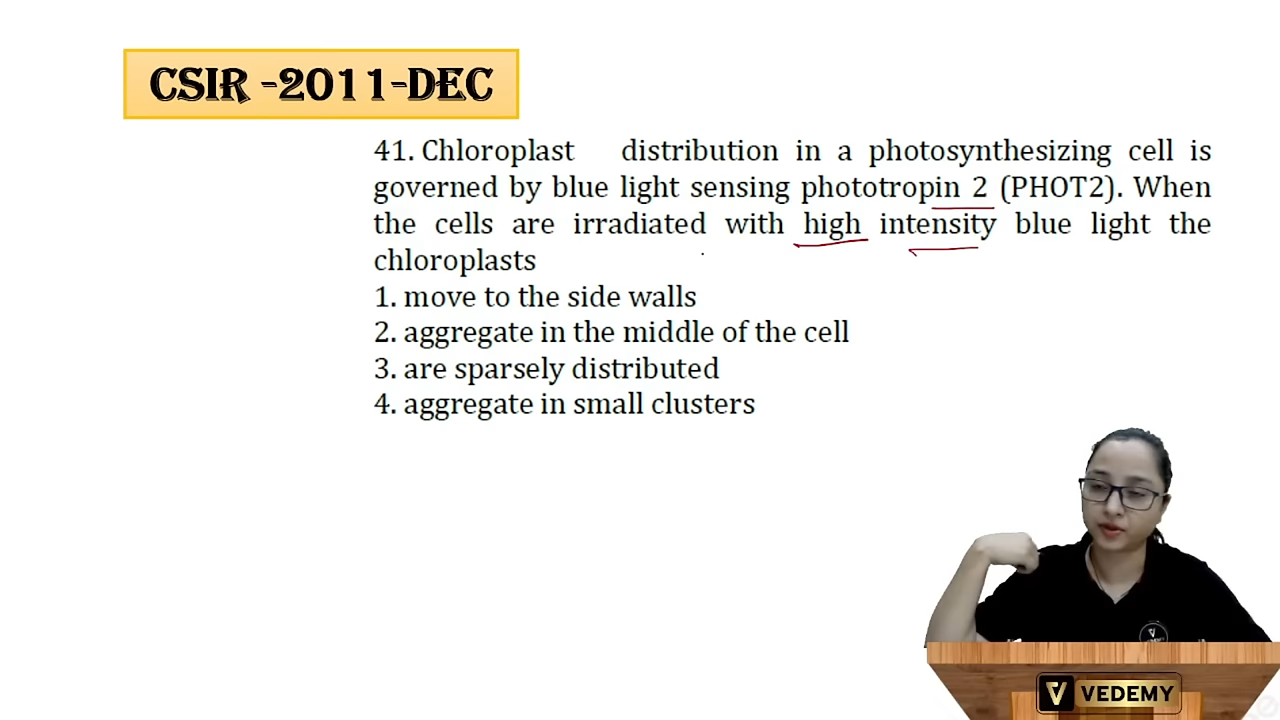 CSIR -2011-DEC
41. Chloroplast distribution in a photosynthesizing cell is
governed by blue light sensing phototropin 2 (PHOT2). When
the cells are irradiated with high intensity blue light the
chloroplasts
1. move to the side walls
2. aggregate in the middle of the cell
3. are sparsely distributed
4. aggregate in small clusters
VEDEMY